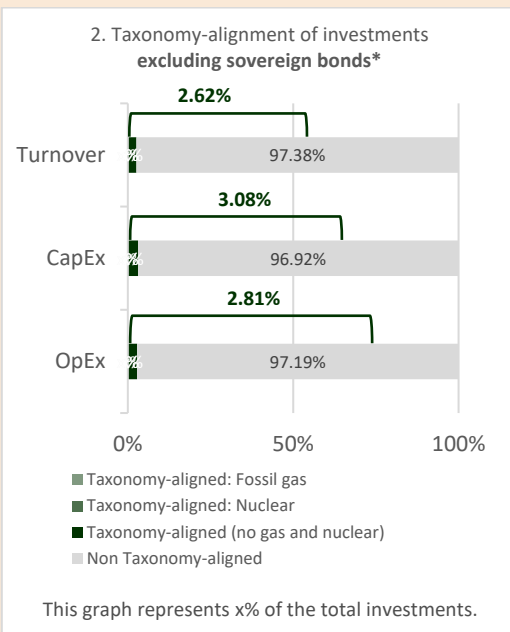 2. Taxonomy-alignment of investments
excluding sovereign bonds*
2.62%
Turnover
97.38%
3.08%
CapEx
96.92%
2.81%
OpEx
97.19%
0% 50% 100%
Taxonomy-aligned: Fossil gas
Taxonomy-aligned: Nuclear
Taxonomy-aligned (no gas and nuclear)
Non Taxonomy-aligned
This graph represents x% of the total investments.